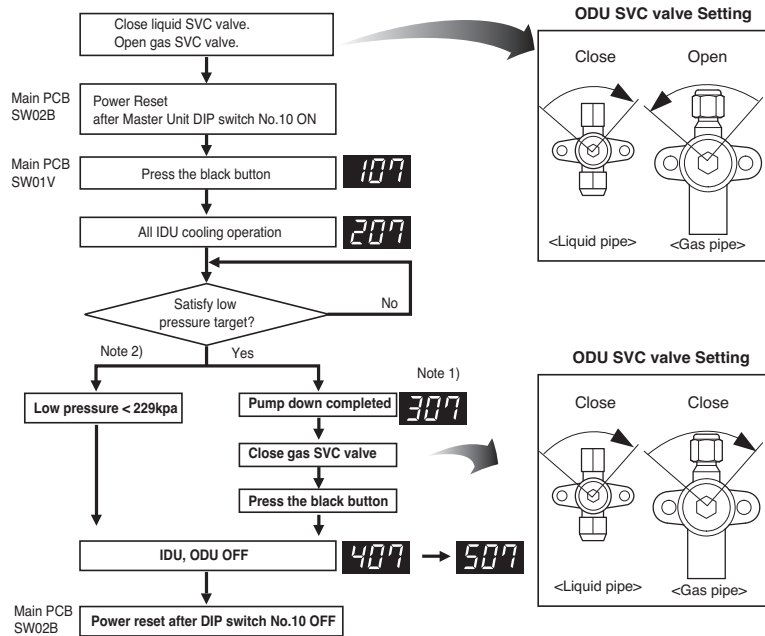 Close liquid SVC valve.
Open gas SVC valve.
Main PCB
SW02B
Power Reset
after Master Unit DIP switch No.10 ON
Main PCB
SW01V
Press the black button
107
All IDU cooling operation
207
Satisfy low
pressure target?
No
Note 2)
Yes
Note 1)
Low pressure < 229kpa
Pump down completed
307
Close gas SVC valve
Press the black button
IDU, ODU OFF
407
507
Main PCB
SW02B
Power reset after DIP switch No.10 OFF
ODU SVC valve Setting
Close
Open
<Liquid pipe>
<Gas pipe>
ODU SVC valve Setting
Close
Close
<Liquid pipe>
<Gas pipe>